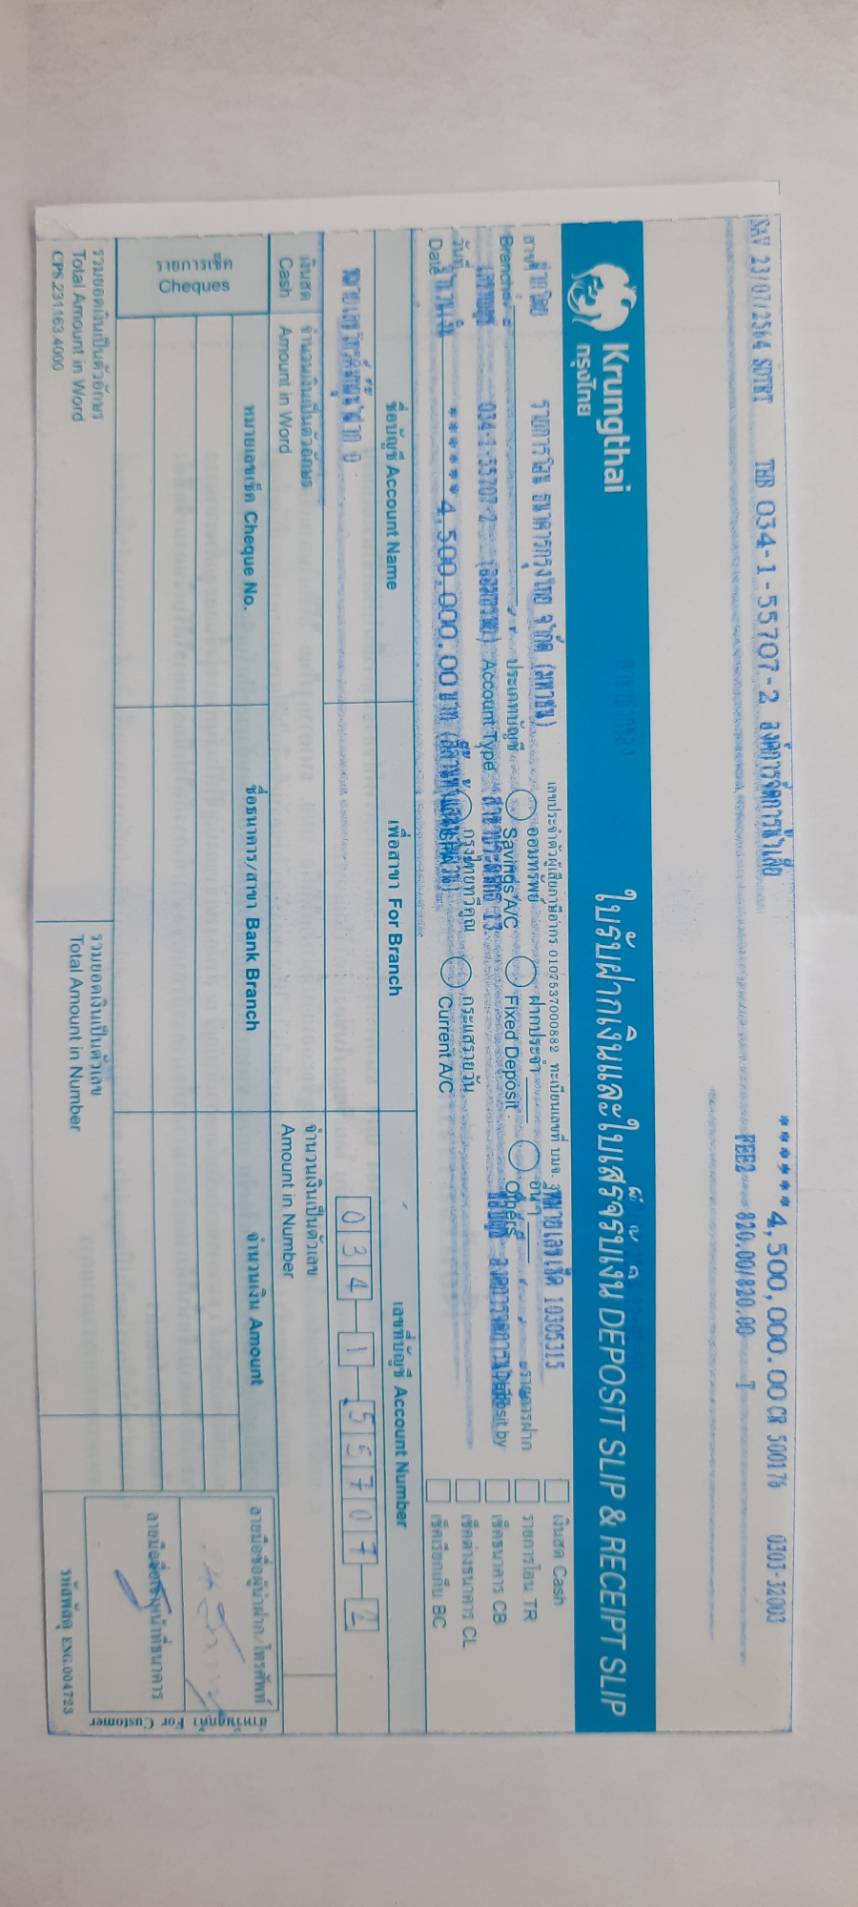 SAV 23/07/2564 SDTRT THB 034-1-55707-2 องค์การจัดการน้ำเสีย ******4,500,000.00 CR 500176 0303-32003
FEE2 820.00/820.00 T
Krungthai
กรุงไทย
ใบรับฝากเงินและใบเสร็จรับเงิน DEPOSIT SLIP & RECEIPT SLIP
ฝากโดย รายการโอน ธนาคารกรุงไทย จำกัด (มหาชน) หมายเลขเช็ค 10305315
เลขประจำตัวผู้เสียภาษีอากร 0107537000882 ทะเบียนเลขที่ บมจ.
สาขา
Branch
วันที่
Date
ประเภทบัญชี
Account Type
ออมทรัพย์
Savings A/C
ฝากประจำ
Fixed Deposit
อื่นๆ
Others
กรุงไทยทวีคูณ
กระแสรายวัน
Current A/C
รายการฝาก
Deposit by
เงินสด Cash
รายการโอน TR
เช็คธนาคาร CB
เช็คต่างธนาคาร CL
เช็คเรียกเก็บ BC
034-1-55707-2 (ออมทรัพย์) สาขาประดิพัทธ์ 13 ชื่อบัญชี องค์การจัดการน้ำเสีย
จำนวนเงิน ******4,500,000.00 บาท (สี่ล้านห้าแสนบาทถ้วน)
ชื่อบัญชี Account Name
เพื่อสาขา For Branch
เลขที่บัญชี Account Number
หมายเลขโทรศัพท์ผู้นำฝาก 0
034-1-55707-2
เงินสด
Cash
จำนวนเงินเป็นตัวอักษร
Amount in Word
จำนวนเงินเป็นตัวเลข
Amount in Number
รายการเช็ค
Cheques
หมายเลขเช็ค Cheque No.
ชื่อธนาคาร/สาขา Bank Branch
จำนวนเงิน Amount
ลายมือชื่อผู้นำฝาก/โทรศัพท์
ลายมือชื่อเจ้าหน้าที่ธนาคาร
สำหรับลูกค้า For Customer
รวมยอดเงินเป็นตัวอักษร
Total Amount in Word
รวมยอดเงินเป็นตัวเลข
Total Amount in Number
CPS.231163.4000
รหัสพัสดุ ENG.004723